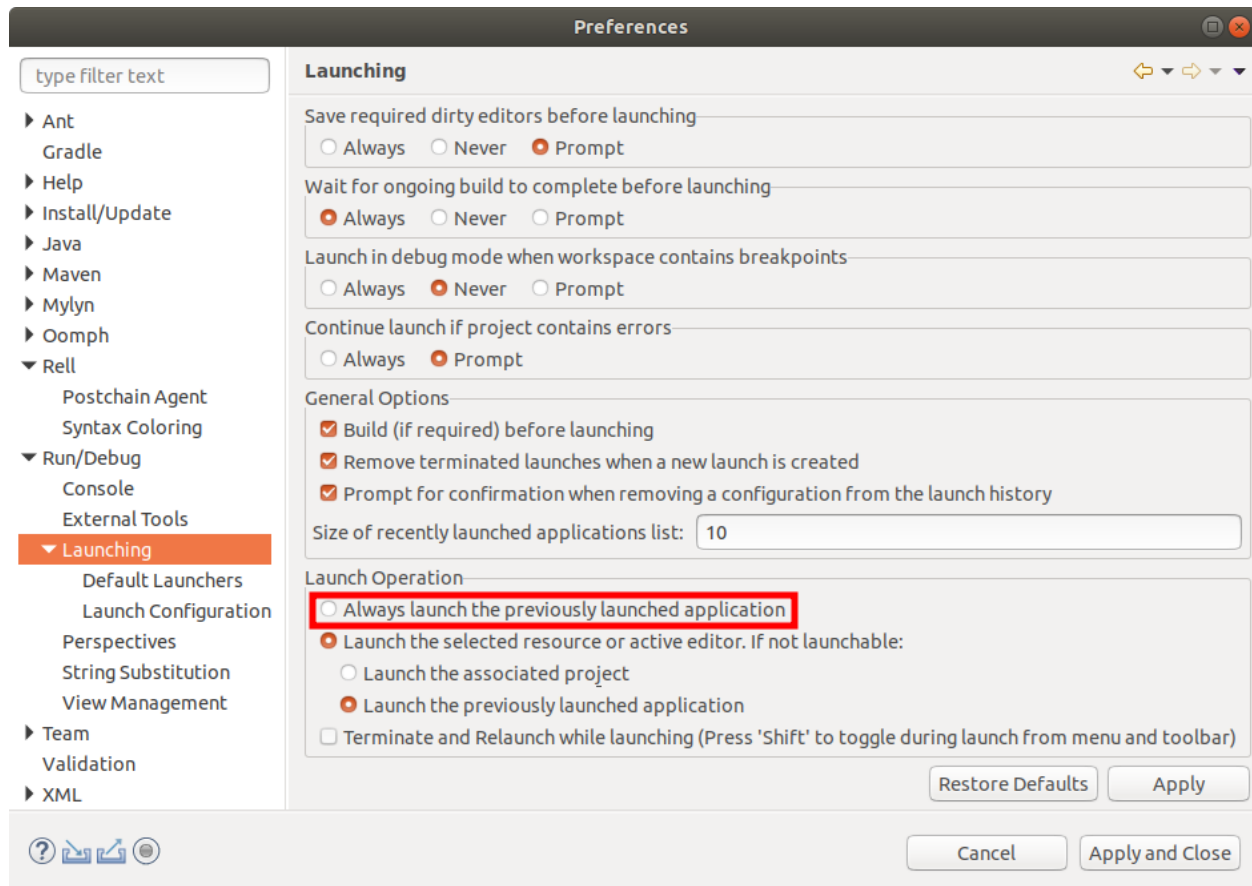 Preferences
type filter text
Ant
Gradle
Help
Install/Update
Java
Maven
Mylyn
Oomph
Rell
Postchain Agent
Syntax Coloring
Run/Debug
Console
External Tools
Launching
Default Launchers
Launch Configuration
Perspectives
String Substitution
View Management
Team
Validation
XML
Launching
Save required dirty editors before launching
Always Never Prompt
Wait for ongoing build to complete before launching
Always Never Prompt
Launch in debug mode when workspace contains breakpoints
Always Never Prompt
Continue launch if project contains errors
Always Prompt
General Options
Build (if required) before launching
Remove terminated launches when a new launch is created
Prompt for confirmation when removing a configuration from the launch history
Size of recently launched applications list: 10
Launch Operation
Always launch the previously launched application
Launch the selected resource or active editor. If not launchable:
Launch the associated project
Launch the previously launched application
Terminate and Relaunch while launching (Press 'Shift' to toggle during launch from menu and toolbar)
Restore Defaults Apply
? Cancel Apply and Close